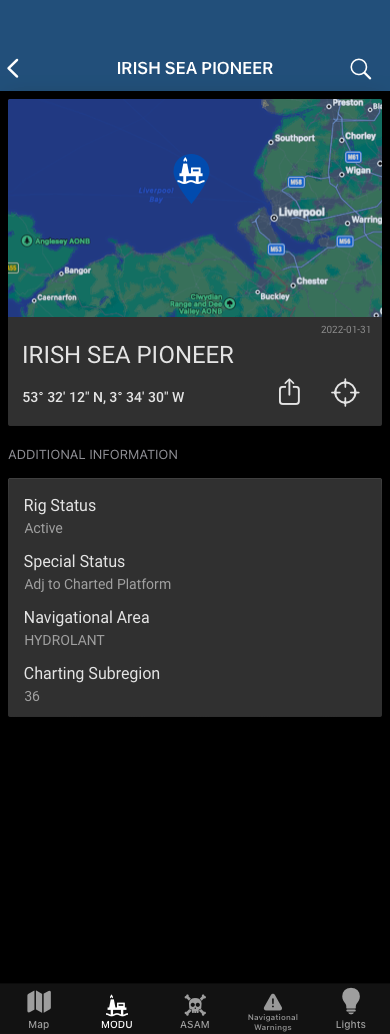 IRISH SEA PIONEER
Preston
Southport
Chorley
M61
Wigan
M58
Liverpool Bay
Liverpool
Warring
M56
M53
Anglesey AONB
Bangor
Chester
Caernarfon
Clwydian Range and Dee Valley AONB
Buckley
2022-01-31
IRISH SEA PIONEER
53° 32' 12" N, 3° 34' 30" W
ADDITIONAL INFORMATION
Rig Status
Active
Special Status
Adj to Charted Platform
Navigational Area
HYDROLANT
Charting Subregion
36
Map
MODU
ASAM
Navigational Warnings
Lights